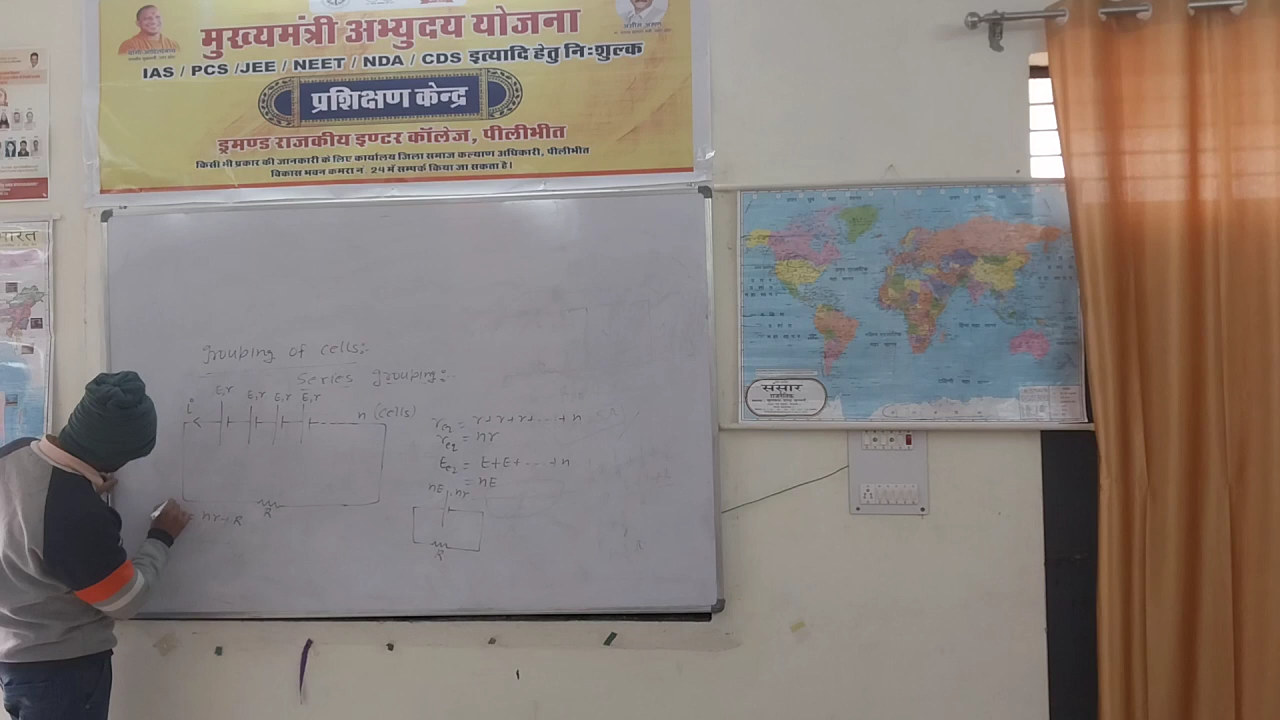 मुख्यमंत्री अभ्युदय योजना
IAS / PCS /JEE / NEET / NDA / CDS इत्यादि हेतु निःशुल्क
प्रशिक्षण केन्द्र
ड्रमण्ड राजकीय इण्टर कॉलेज, पीलीभीत
किसी भी प्रकार की जानकारी के लिए कार्यालय जिला समाज कल्याण अधिकारी, पीलीभीत
विकास भवन कमरा न. 24 में सम्पर्क किया जा सकता है।
Grouping of cells:-
Series grouping:-
i
E,r E,r E,r E,r
n (cells)
R
req = r+r+r+...+n
req = nr
Eeq = E+E+...+n
= nE
nE, nr
R
= nr+R
संसार
राजनैतिक